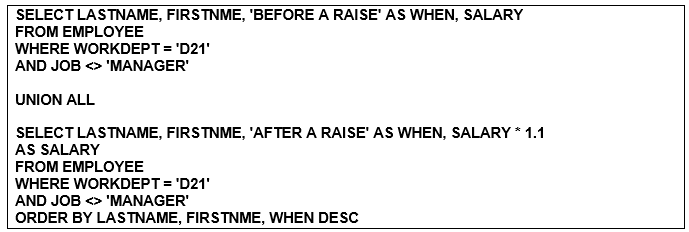 SELECT LASTNAME, FIRSTNME, 'BEFORE A RAISE' AS WHEN, SALARY
FROM EMPLOYEE
WHERE WORKDEPT = 'D21'
AND JOB <> 'MANAGER'
UNION ALL
SELECT LASTNAME, FIRSTNME, 'AFTER A RAISE' AS WHEN, SALARY * 1.1
AS SALARY
FROM EMPLOYEE
WHERE WORKDEPT = 'D21'
AND JOB <> 'MANAGER'
ORDER BY LASTNAME, FIRSTNME, WHEN DESC